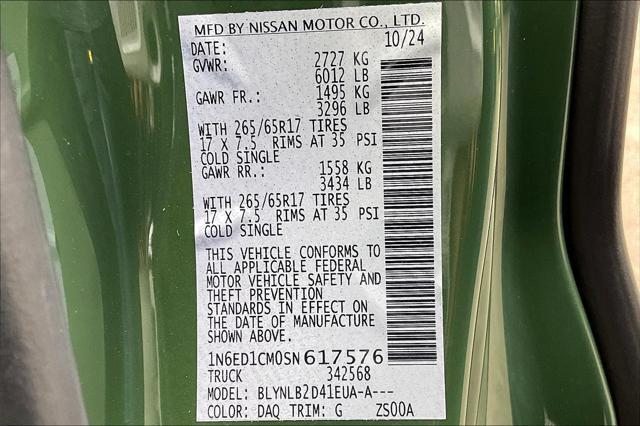 MFD BY NISSAN MOTOR CO., LTD.
DATE: 10/24
GVWR: 2727 KG
6012 LB
GAWR FR.: 1495 KG
3296 LB
WITH 265/65R17 TIRES
17 X 7.5 RIMS AT 35 PSI
COLD SINGLE
GAWR RR.: 1558 KG
3434 LB
WITH 265/65R17 TIRES
17 X 7.5 RIMS AT 35 PSI
COLD SINGLE
THIS VEHICLE CONFORMS TO
ALL APPLICABLE FEDERAL
MOTOR VEHICLE SAFETY AND
THEFT PREVENTION
STANDARDS IN EFFECT ON
THE DATE OF MANUFACTURE
SHOWN ABOVE.
1N6ED1CM0SN617576
TRUCK 342568
MODEL: BLYNLB2D41EUA-A---
COLOR: DAQ TRIM: G ZS00A